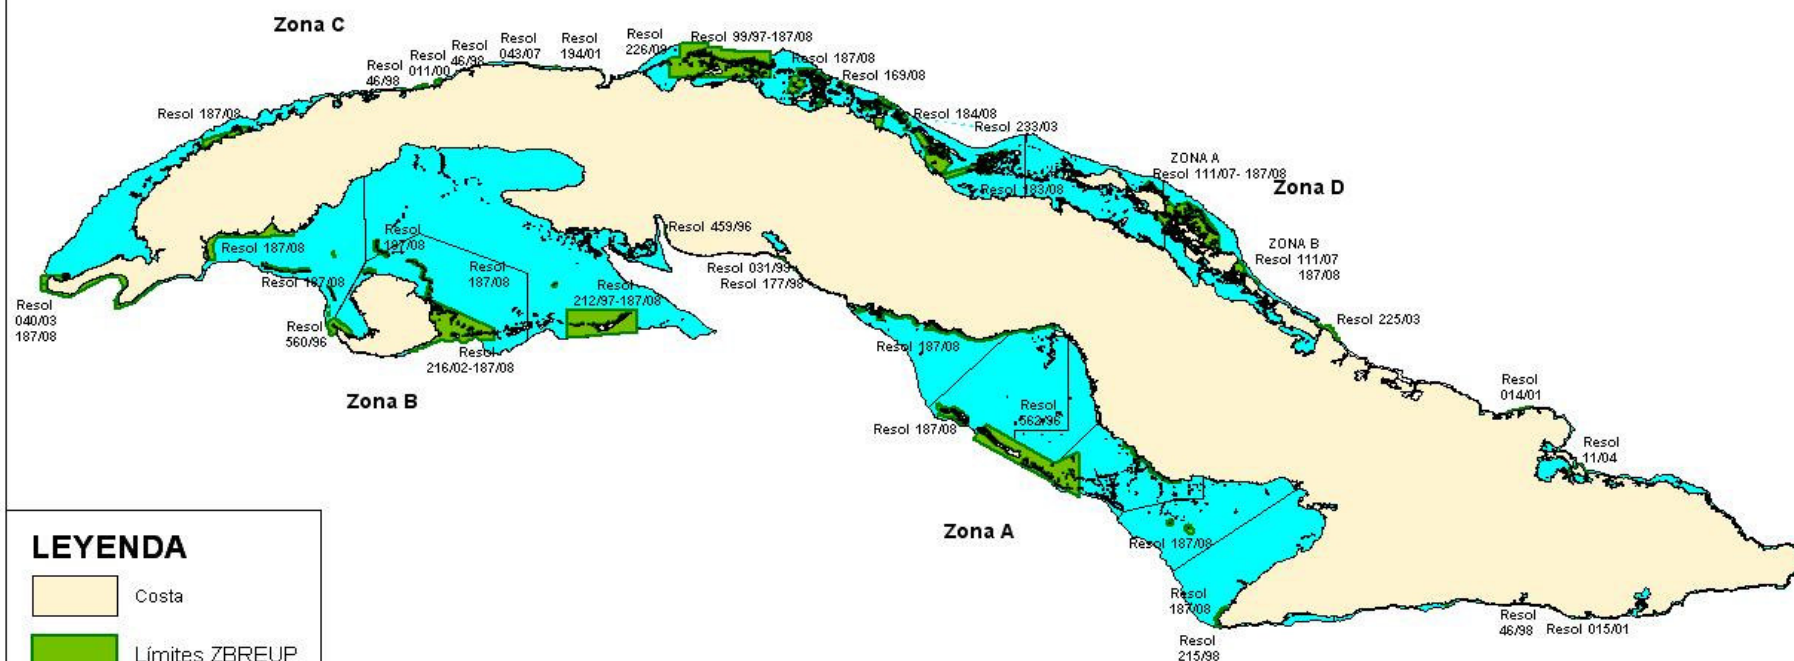 Zona C
Resol
46/98
Resol
011/00
Resol
46/98
Resol
043/07
Resol
194/01
Resol
226/08
Resol 99/97-187/08
Resol 187/08
Resol 169/08
Resol 187/08
Resol 184/08
Resol 233/03
ZONA A
Resol 111/07- 187/08
Zona D
Resol 183/08
Resol 459/96
ZONA B
Resol 111/07
187/08
Resol 187/08
Resol
187/08
Resol 187/08
Resol
187/08
Resol
212/97-187/08
Resol 031/99
Resol 177/98
Resol
040/03
187/08
Resol
560/96
Resol
216/02-187/08
Resol 187/08
Resol 225/03
Zona B
Resol 187/08
Resol
562/96
Resol
014/01
Resol
11/04
Zona A
Resol 187/08
Resol
187/08
Resol
215/98
Resol
46/98
Resol 015/01
LEYENDA
Costa
Límites ZBREUP